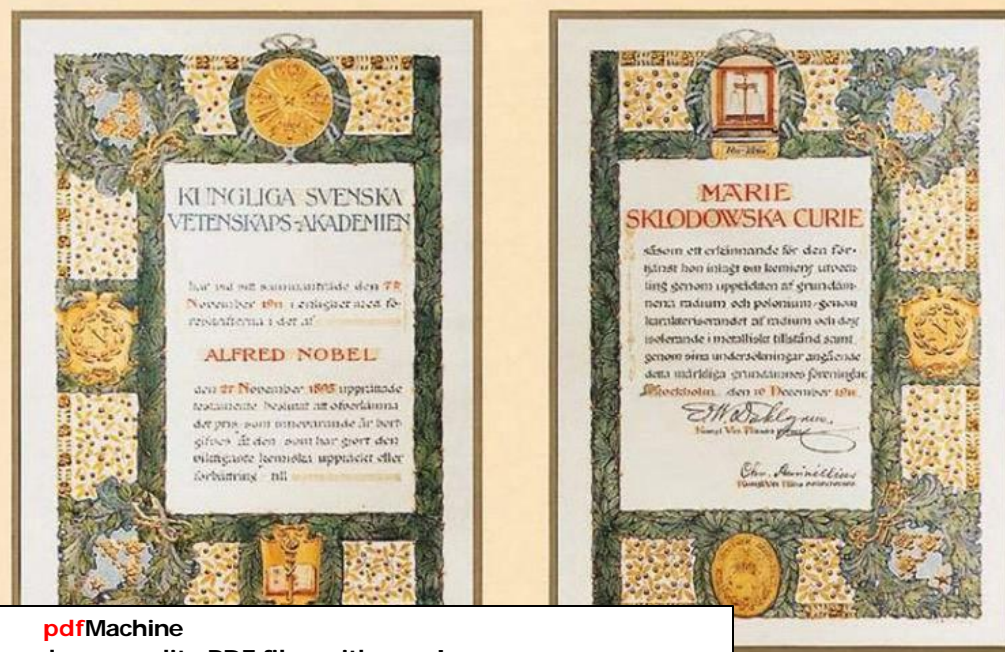 KUNGLIGA SVENSKA
VETENSKAPS-AKADEMIEN
har vid sitt sammanträde den
November 1911 i enlighet med fö-
reskrifterna i det af
ALFRED NOBEL
den 27 November 1895 upprättade
testamente beslutat att öfverlämna
det pris som innevarande år bort-
gifves åt den som har gjort den
viktigaste kemiska upptäckt eller
förbättring till
MARIE
SKLODOWSKA CURIE
såsom ett erkännande för den för-
tjänst hon inlagt om kemiens utveck-
ling genom upptäckten af grundäm-
nena radium och polonium genom
karakteriserandet af radium och dess
isolerande i metalliskt tillstånd samt
genom sina undersökningar angående
detta märkliga grundämnes föreningar
Stockholm den 10 December 1911
pdfMachine